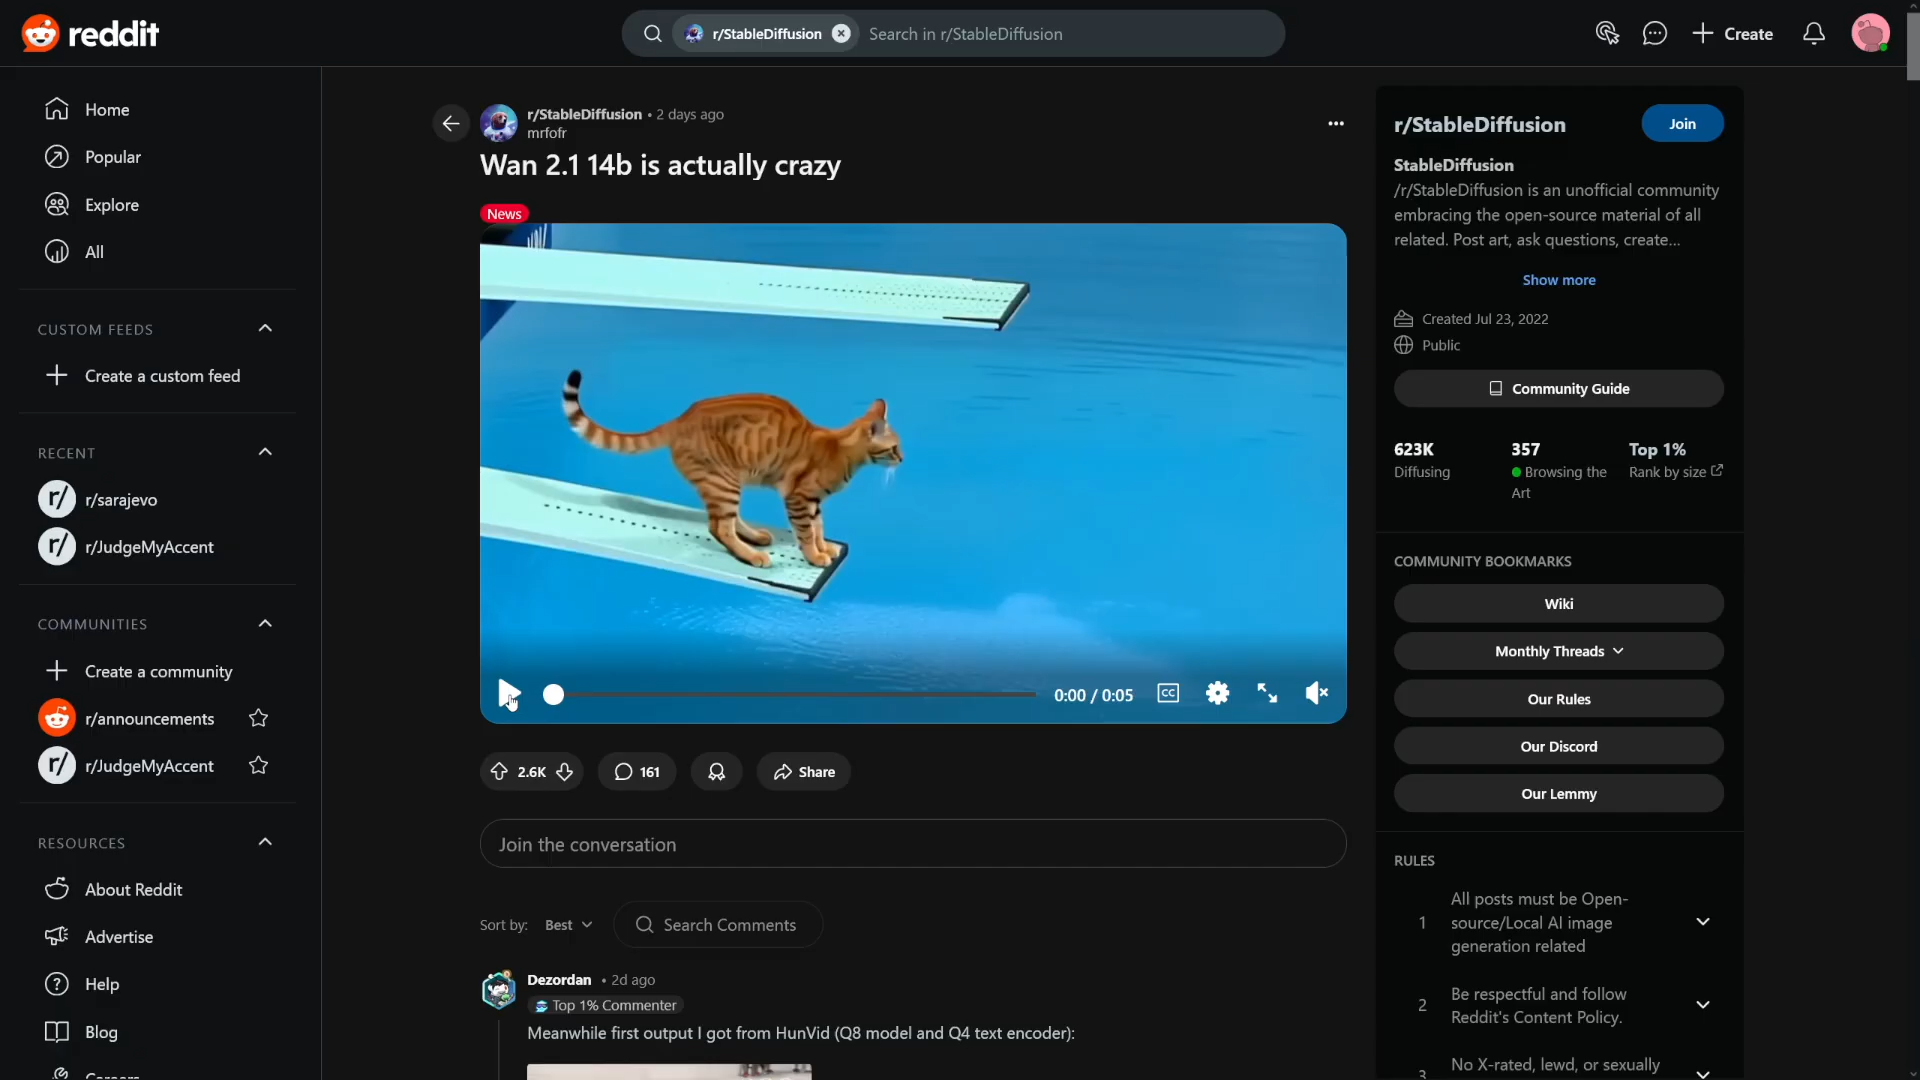 reddit
r/StableDiffusion
Search in r/StableDiffusion
Create
Home
Popular
Explore
All
CUSTOM FEEDS
Create a custom feed
RECENT
r/ r/sarajevo
r/ r/JudgeMyAccent
COMMUNITIES
Create a community
r/announcements
r/ r/JudgeMyAccent
RESOURCES
About Reddit
Advertise
Help
Blog
Careers
r/StableDiffusion • 2 days ago
mrfofr
Wan 2.1 14b is actually crazy
News
0:00 / 0:05
CC
2.6K
161
Share
Join the conversation
Sort by: Best
Search Comments
Dezordan • 2d ago
Top 1% Commenter
Meanwhile first output I got from HunVid (Q8 model and Q4 text encoder):
r/StableDiffusion
Join
StableDiffusion
/r/StableDiffusion is an unofficial community
embracing the open-source material of all
related. Post art, ask questions, create...
Show more
Created Jul 23, 2022
Public
Community Guide
623K
Diffusing
357
Browsing the
Art
Top 1%
Rank by size
COMMUNITY BOOKMARKS
Wiki
Monthly Threads
Our Rules
Our Discord
Our Lemmy
RULES
1 All posts must be Open-
source/Local AI image
generation related
2 Be respectful and follow
Reddit's Content Policy.
3 No X-rated, lewd, or sexually